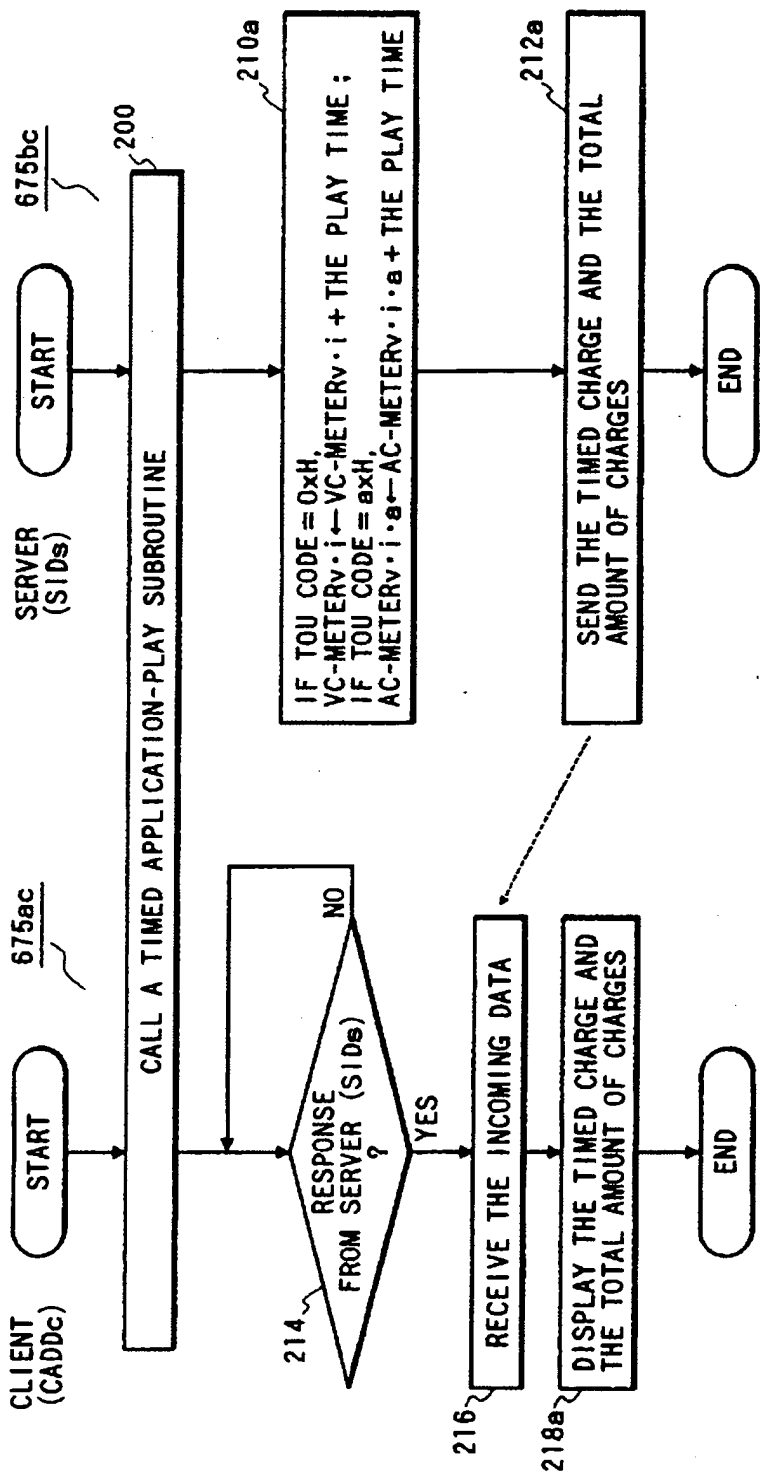 CLIENT
(CADDc)
675ac
SERVER
(SIDs)
675bc
START
START
200
CALL A TIMED APPLICATION-PLAY SUBROUTINE
210a
IF TOU CODE = 0xH,
VC-METERv·i←VC-METERv·i + THE PLAY TIME;
IF TOU CODE = axH,
AC-METERv·i·a←AC-METERv·i·a + THE PLAY TIME
214
RESPONSE
FROM SERVER (SIDs)
?
NO
YES
212a
SEND THE TIMED CHARGE AND THE TOTAL
AMOUNT OF CHARGES
216
RECEIVE THE INCOMING DATA
218a
DISPLAY THE TIMED CHARGE AND
THE TOTAL AMOUNT OF CHARGES
END
END